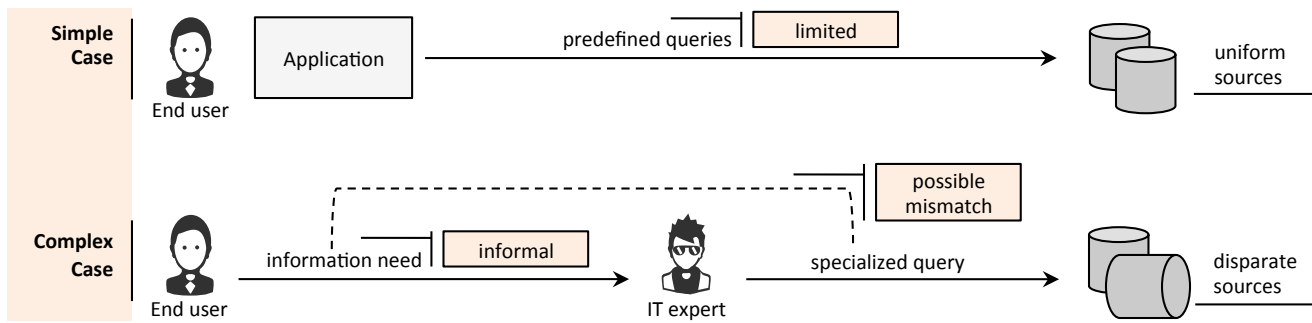 Simple
Case
End user
Application
predefined queries
limited
uniform
sources
Complex
Case
End user
information need
informal
IT expert
possible
mismatch
specialized query
disparate
sources